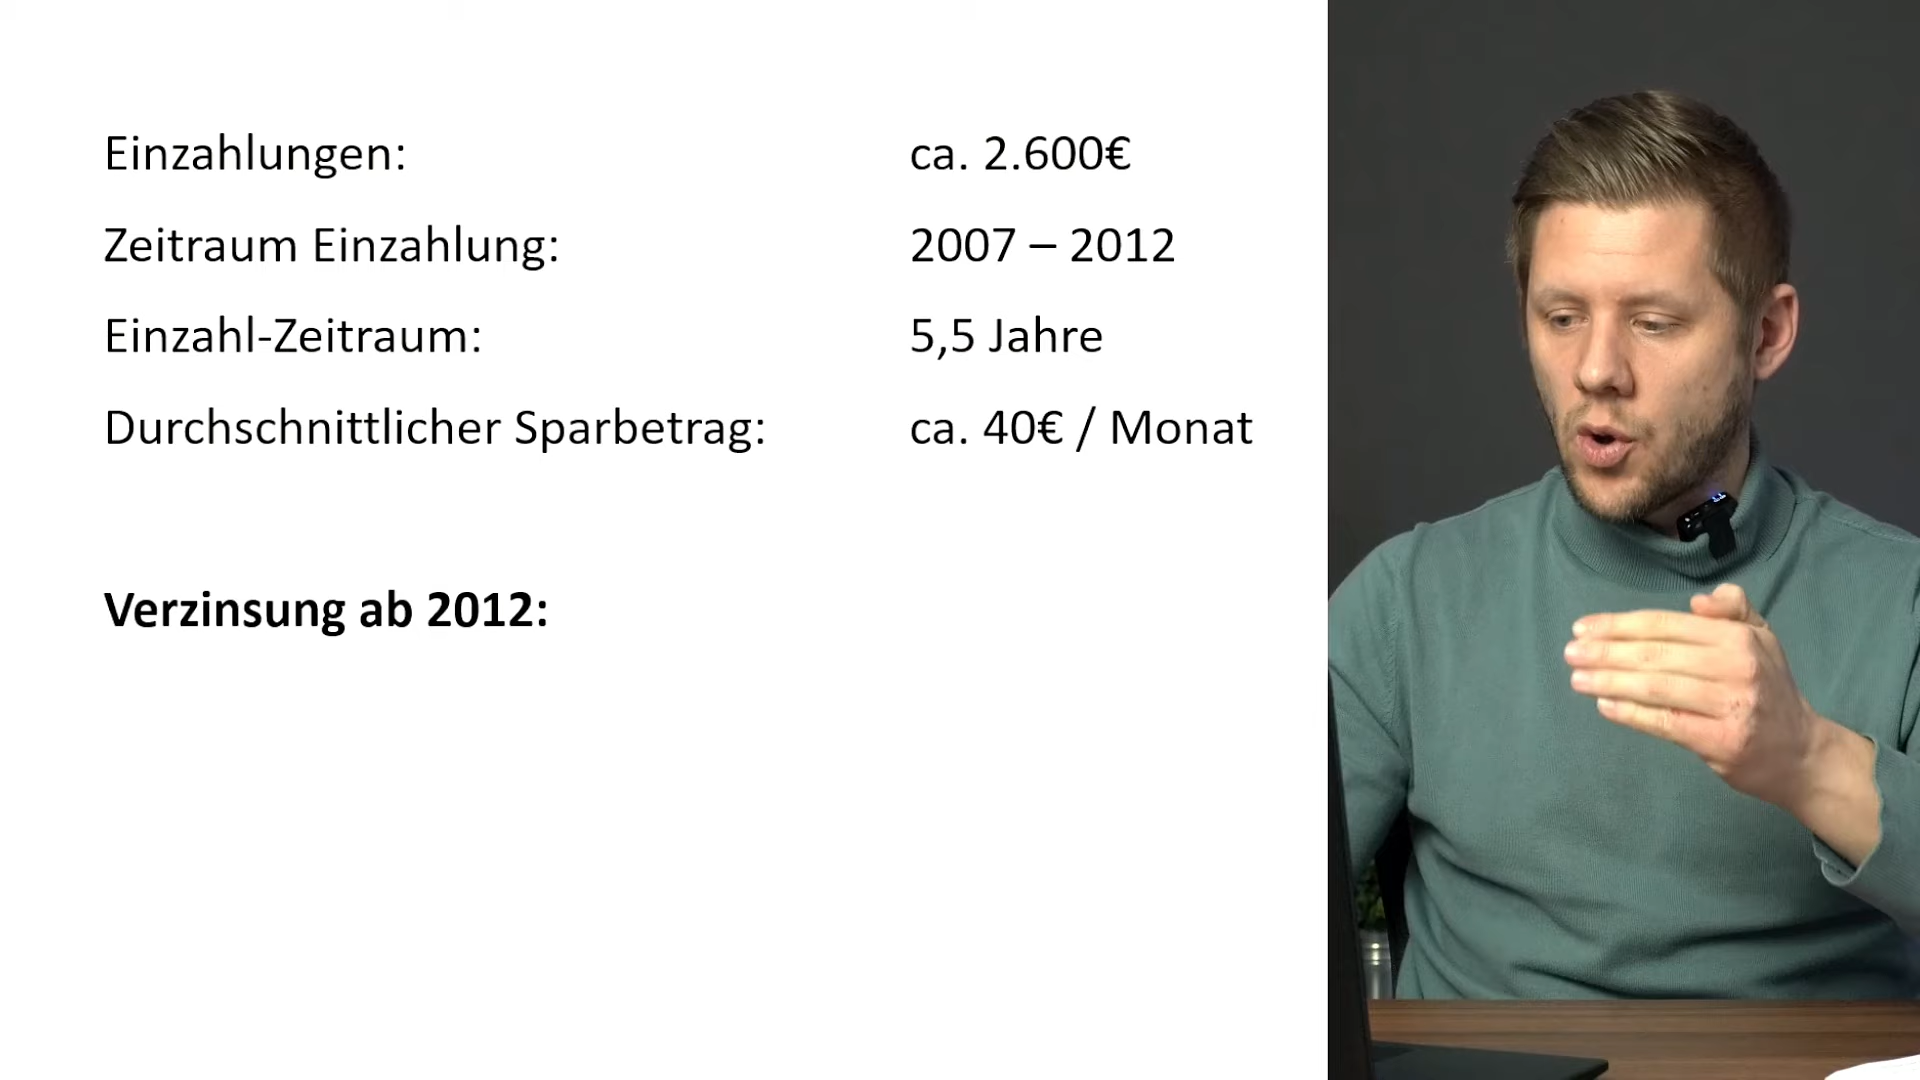 Einzahlungen: ca. 2.600€
Zeitraum Einzahlung: 2007 – 2012
Einzahl-Zeitraum: 5,5 Jahre
Durchschnittlicher Sparbetrag: ca. 40€ / Monat
Verzinsung ab 2012: